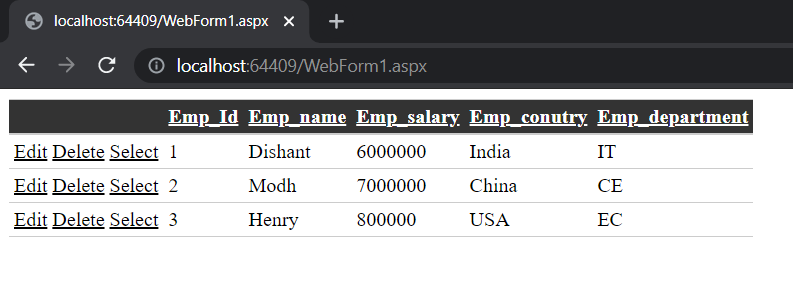 localhost:64409/WebForm1.aspx
localhost:64409/WebForm1.aspx
Emp_Id Emp_name Emp_salary Emp_conutry Emp_department
Edit Delete Select 1 Dishant 6000000 India IT
Edit Delete Select 2 Modh 7000000 China CE
Edit Delete Select 3 Henry 800000 USA EC